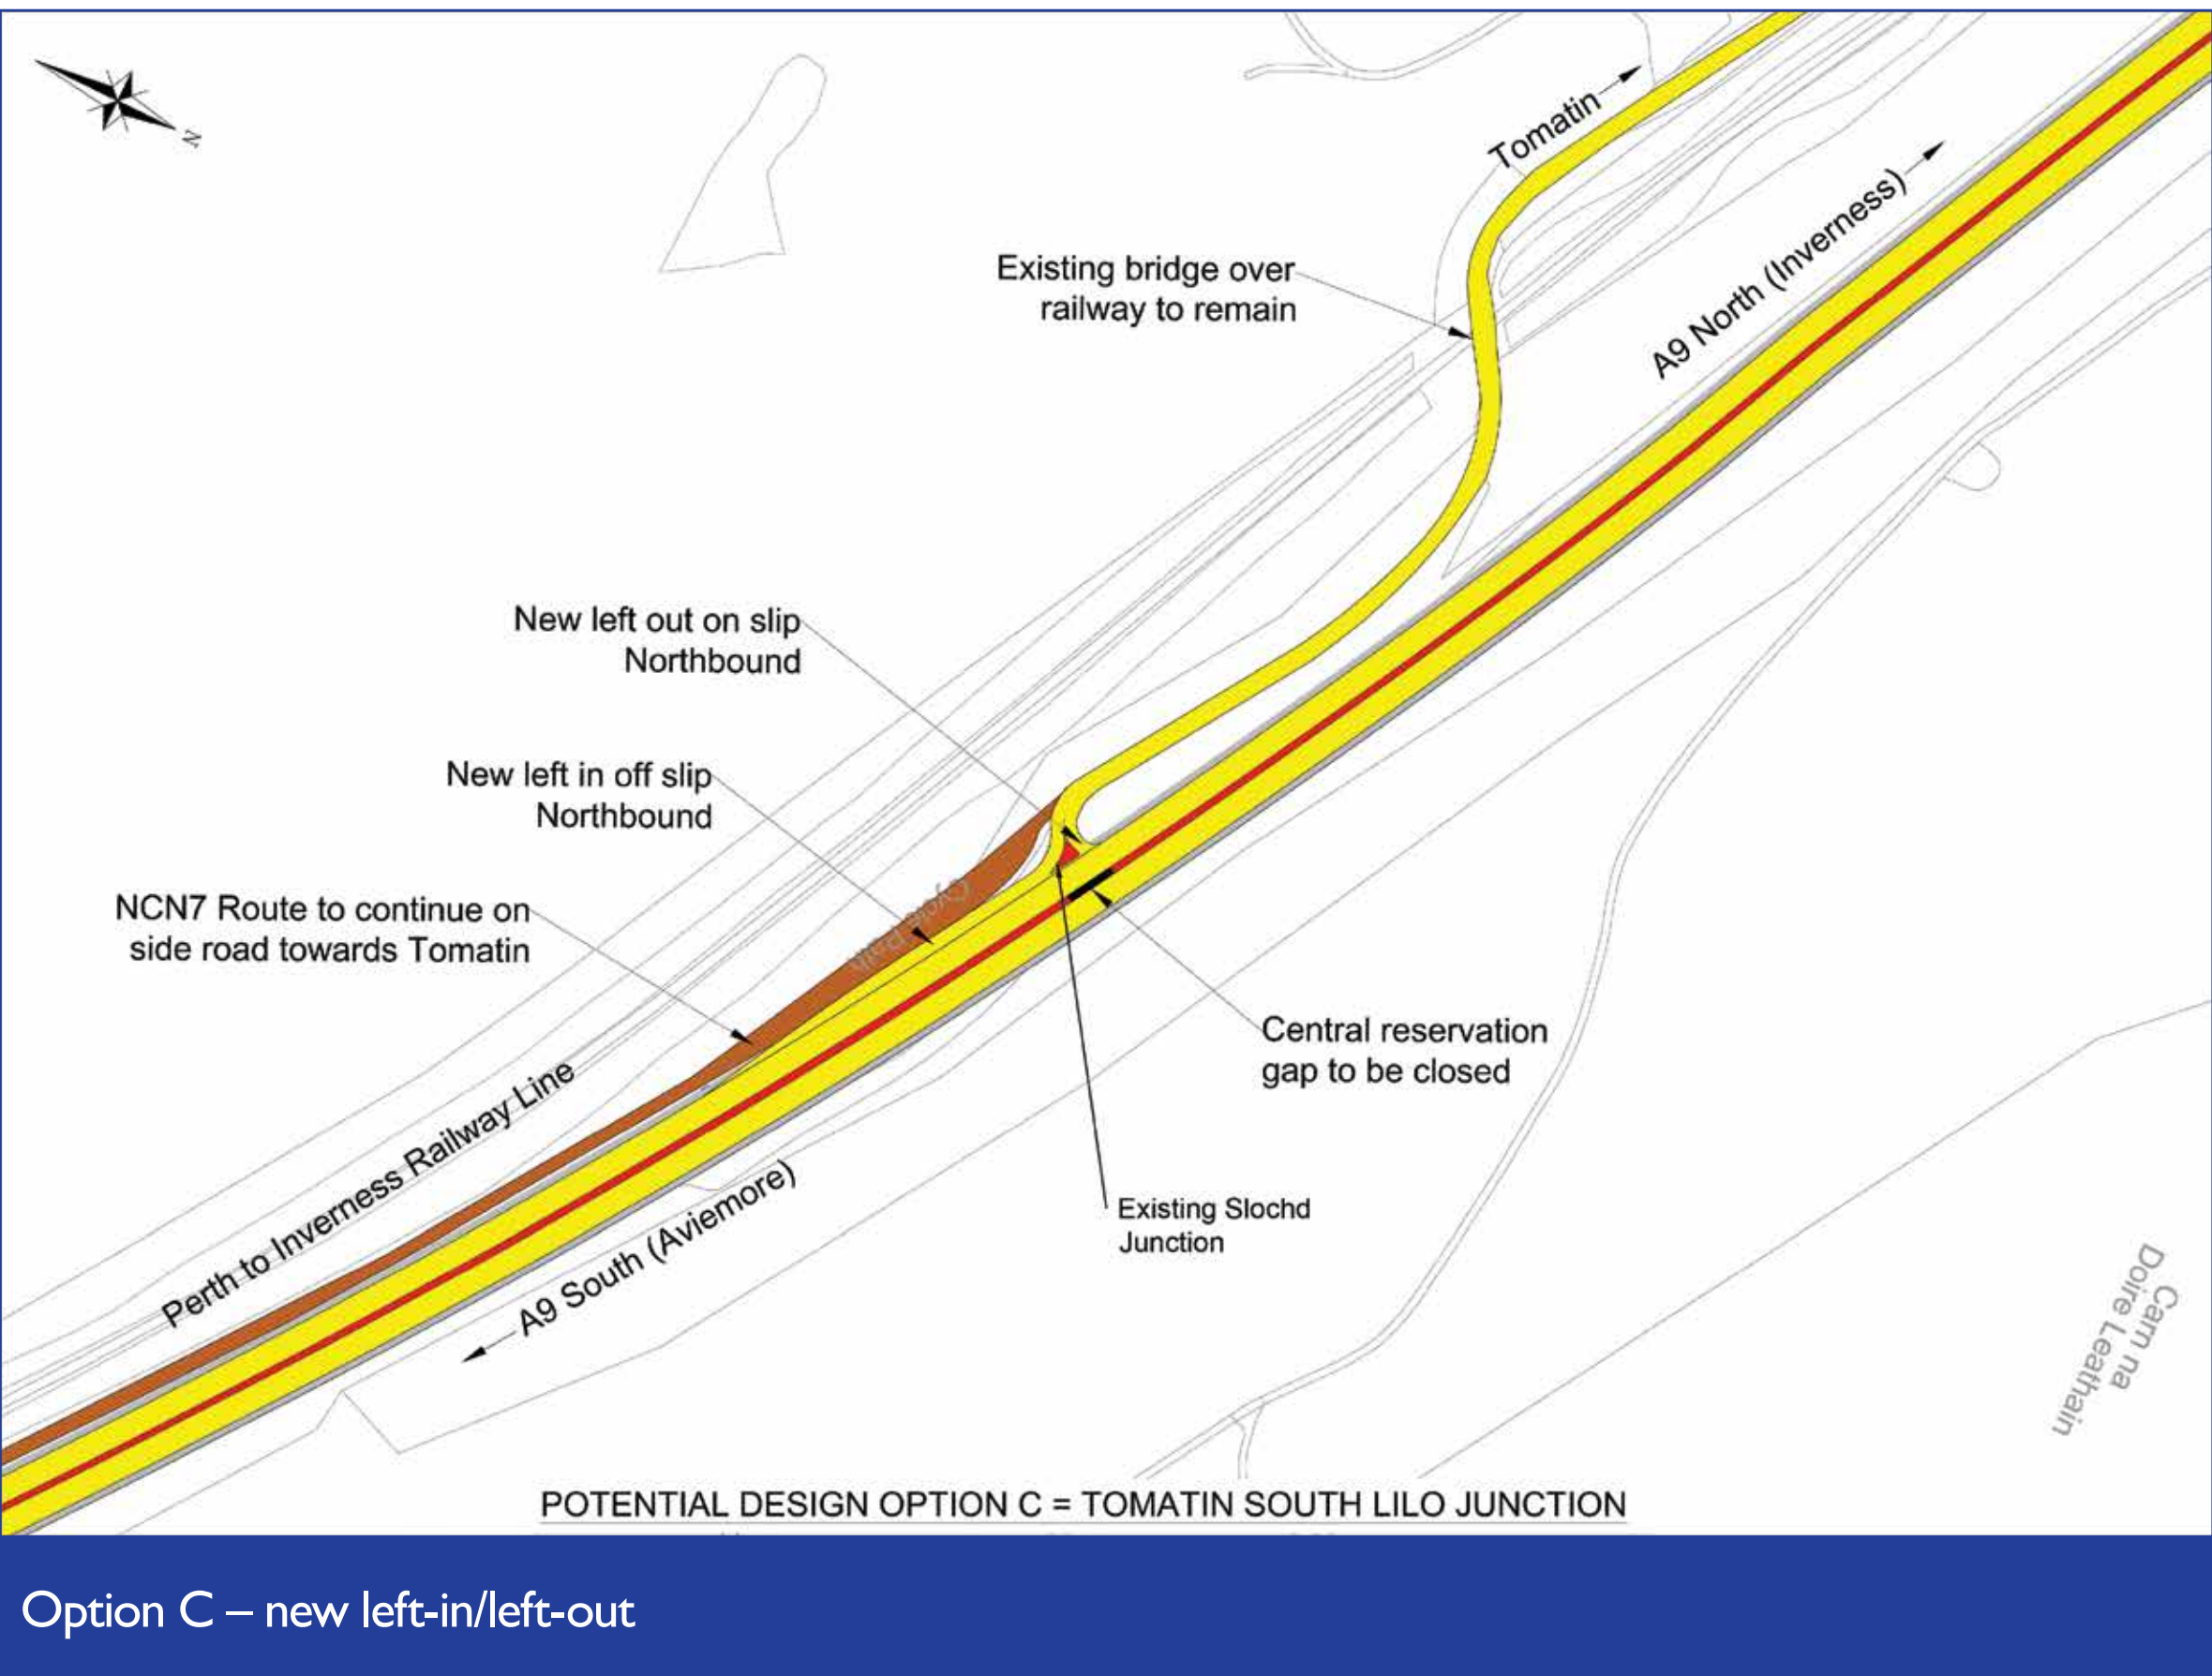 N
Tomatin
A9 North (Inverness)
Existing bridge over
railway to remain
New left out on slip
Northbound
New left in off slip
Northbound
NCN7 Route to continue on
side road towards Tomatin
Cycle Path
Central reservation
gap to be closed
Perth to Inverness Railway Line
A9 South (Aviemore)
Existing Slochd
Junction
Carn na
Doire Leathain
POTENTIAL DESIGN OPTION C = TOMATIN SOUTH LILO JUNCTION
Option C – new left-in/left-out